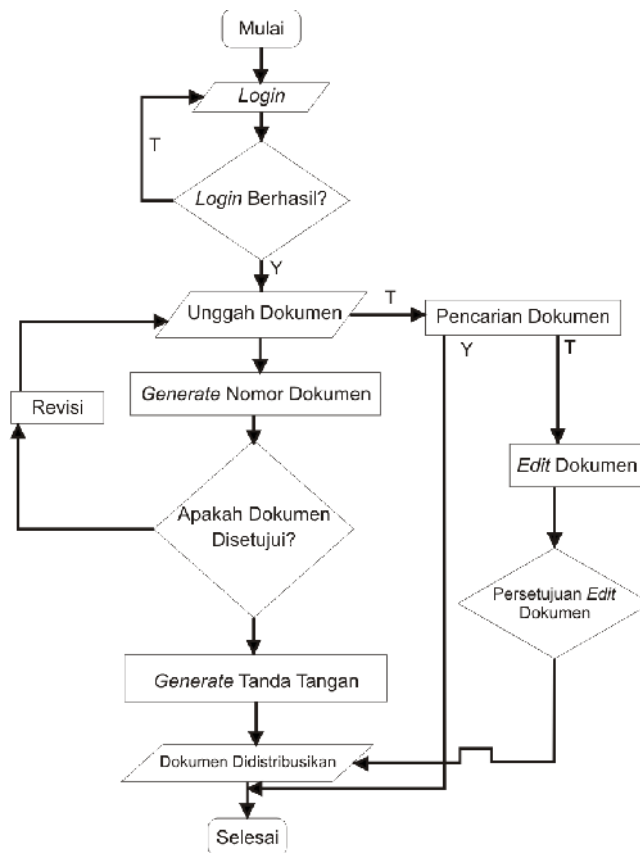 Mulai
Login
T
Login Berhasil?
Y
Unggah Dokumen
T
Pencarian Dokumen
Y
T
Generate Nomor Dokumen
Revisi
Edit Dokumen
Apakah Dokumen
Disetujui?
Persetujuan Edit
Dokumen
Generate Tanda Tangan
Dokumen Didistribusikan
Selesai